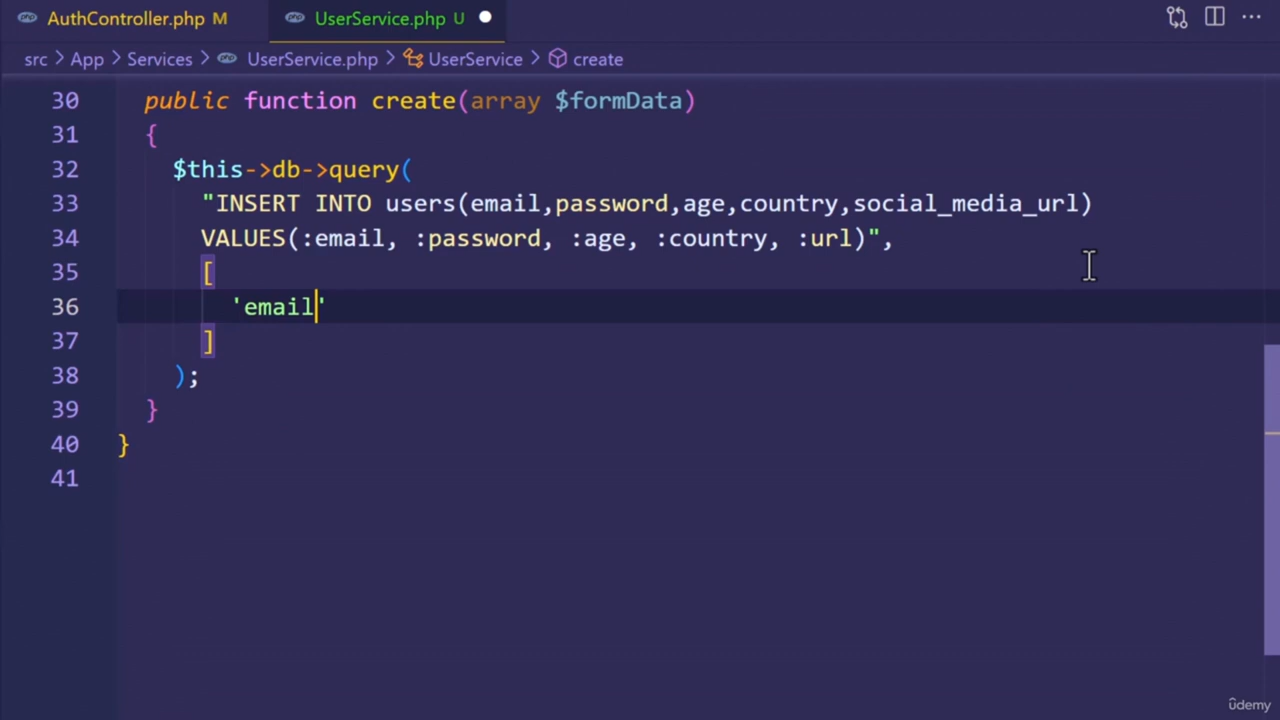 AuthController.php M UserService.php U
src > App > Services > UserService.php > UserService > create
30 public function create(array $formData)
31 {
32 $this->db->query(
33 "INSERT INTO users(email,password,age,country,social_media_url)
34 VALUES(:email, :password, :age, :country, :url)",
35 [
36 'email'
37 ]
38 );
39 }
40 }
41
ûdemy